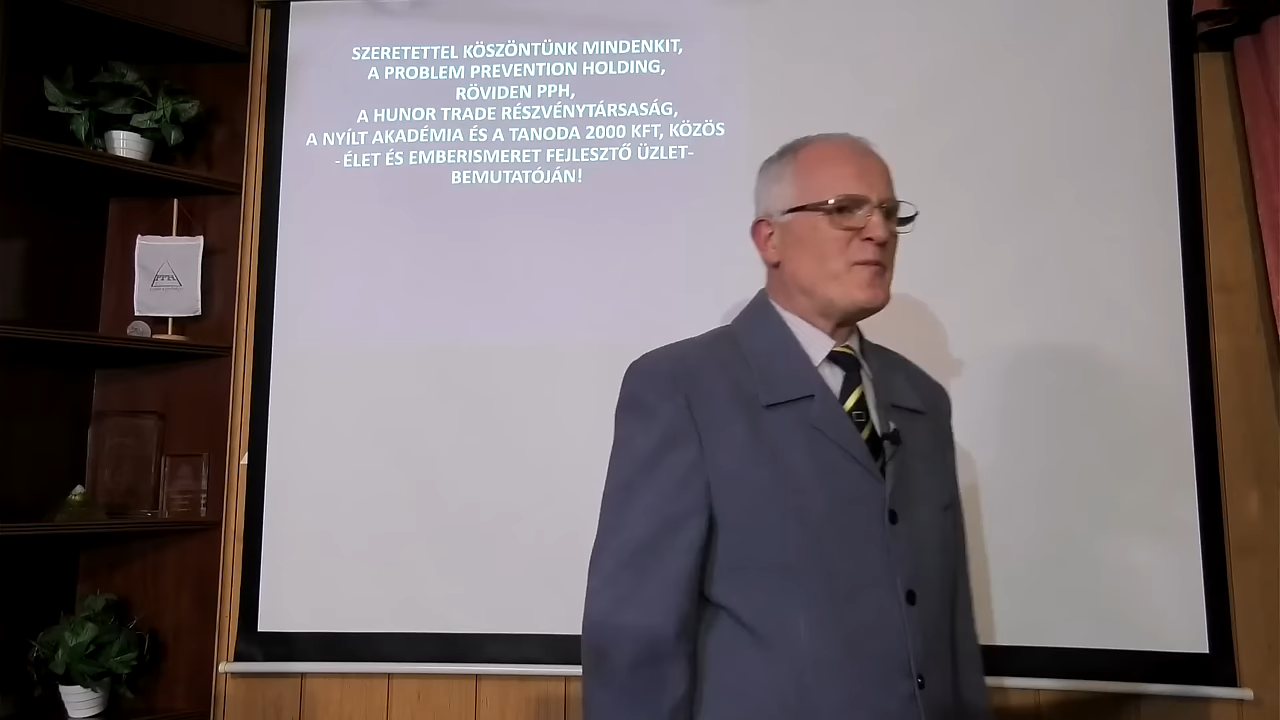 SZERETETTEL KÖSZÖNTÜNK MINDENKIT,
A PROBLEM PREVENTION HOLDING,
RÖVIDEN PPH,
A HUNOR TRADE RÉSZVÉNYTÁRSASÁG,
A NYÍLT AKADÉMIA ÉS A TANODA 2000 KFT, KÖZÖS
-ÉLET ÉS EMBERISMERET FEJLESZTŐ ÜZLET-
BEMUTATÓJÁN!
PPH